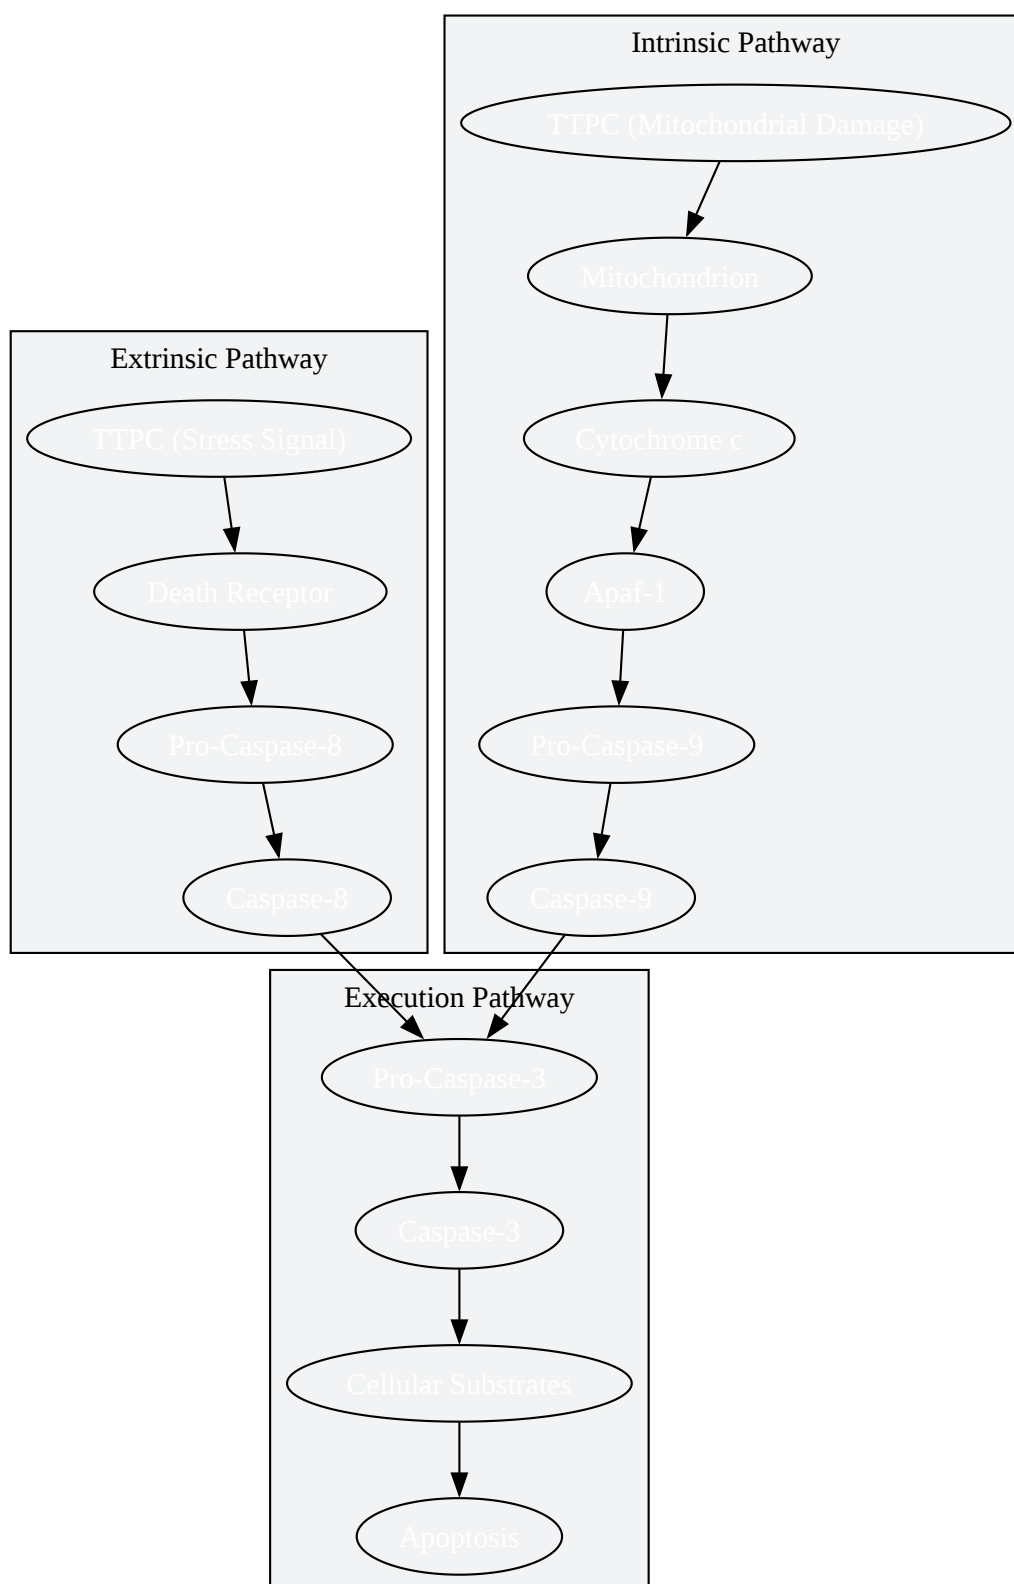 Intrinsic Pathway
TTPC (Mitochondrial Damage)
Mitochondrion
Cytochrome c
Apaf-1
Pro-Caspase-9
Caspase-9
Extrinsic Pathway
TTPC (Stress Signal)
Death Receptor
Pro-Caspase-8
Caspase-8
Execution Pathway
Pro-Caspase-3
Caspase-3
Cellular Substrates
Apoptosis